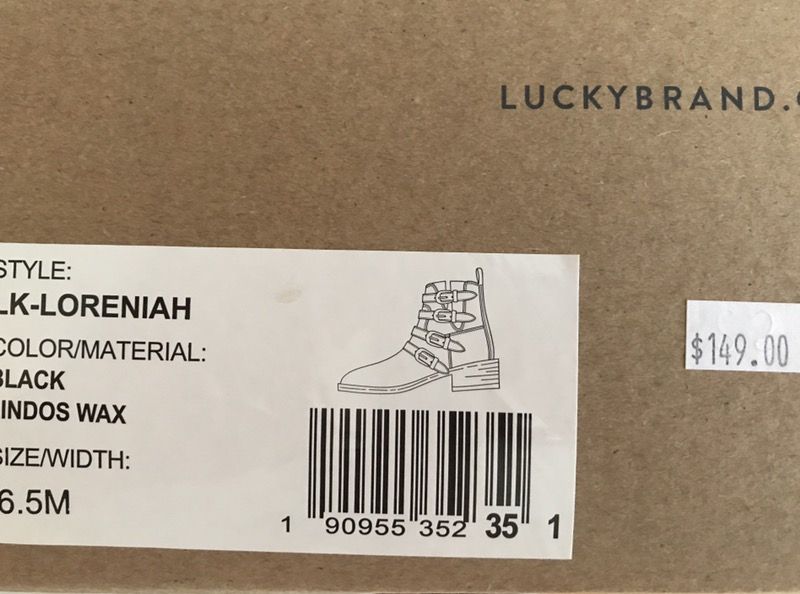 LUCKYBRAND.
STYLE:
LK-LORENIAH
COLOR/MATERIAL:
BLACK
INDOS WAX
SIZE/WIDTH:
6.5M
$149.00
1 90955 352 35 1